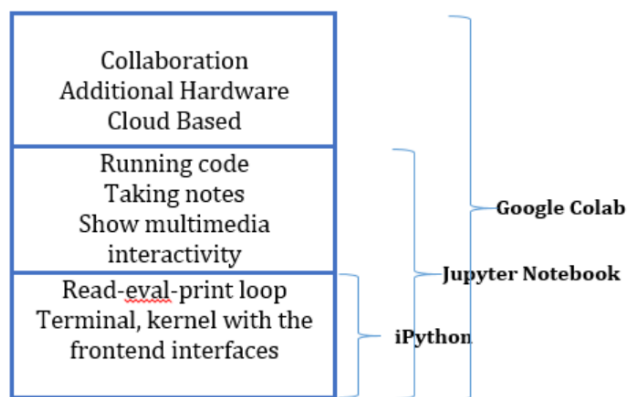 Collaboration
Additional Hardware
Cloud Based
Running code
Taking notes
Show multimedia
interactivity
Read-eval-print loop
Terminal, kernel with the
frontend interfaces
Google Colab
Jupyter Notebook
iPython